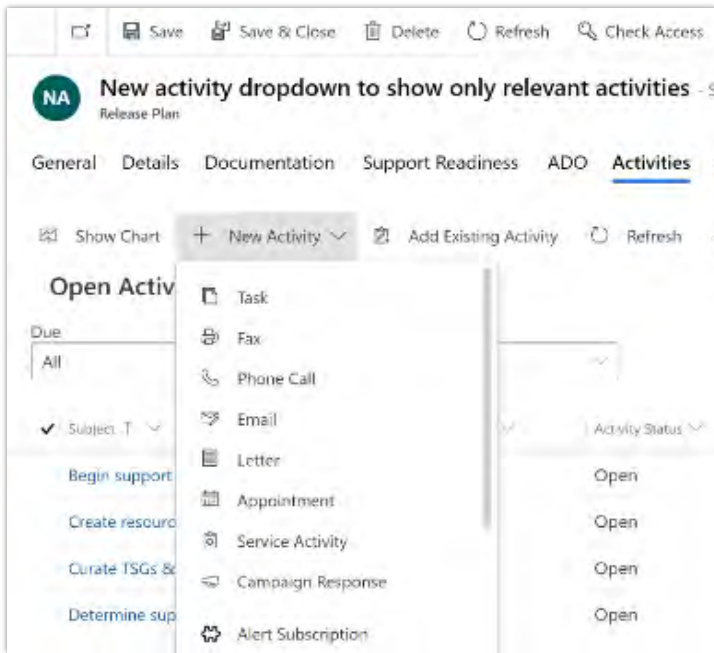 Save Save & Close Delete Refresh Check Access
NA New activity dropdown to show only relevant activities - S
Release Plan
General Details Documentation Support Readiness ADO Activities
Show Chart New Activity Add Existing Activity Refresh
Open Activ
Task
Fax
Due
All
Phone Call
Email
Subject Activity Status
Letter
Begin support Open
Appointment
Create resourc Open
Service Activity
Curate TSGs & Open
Campaign Response
Determine sup Open
Alert Subscription